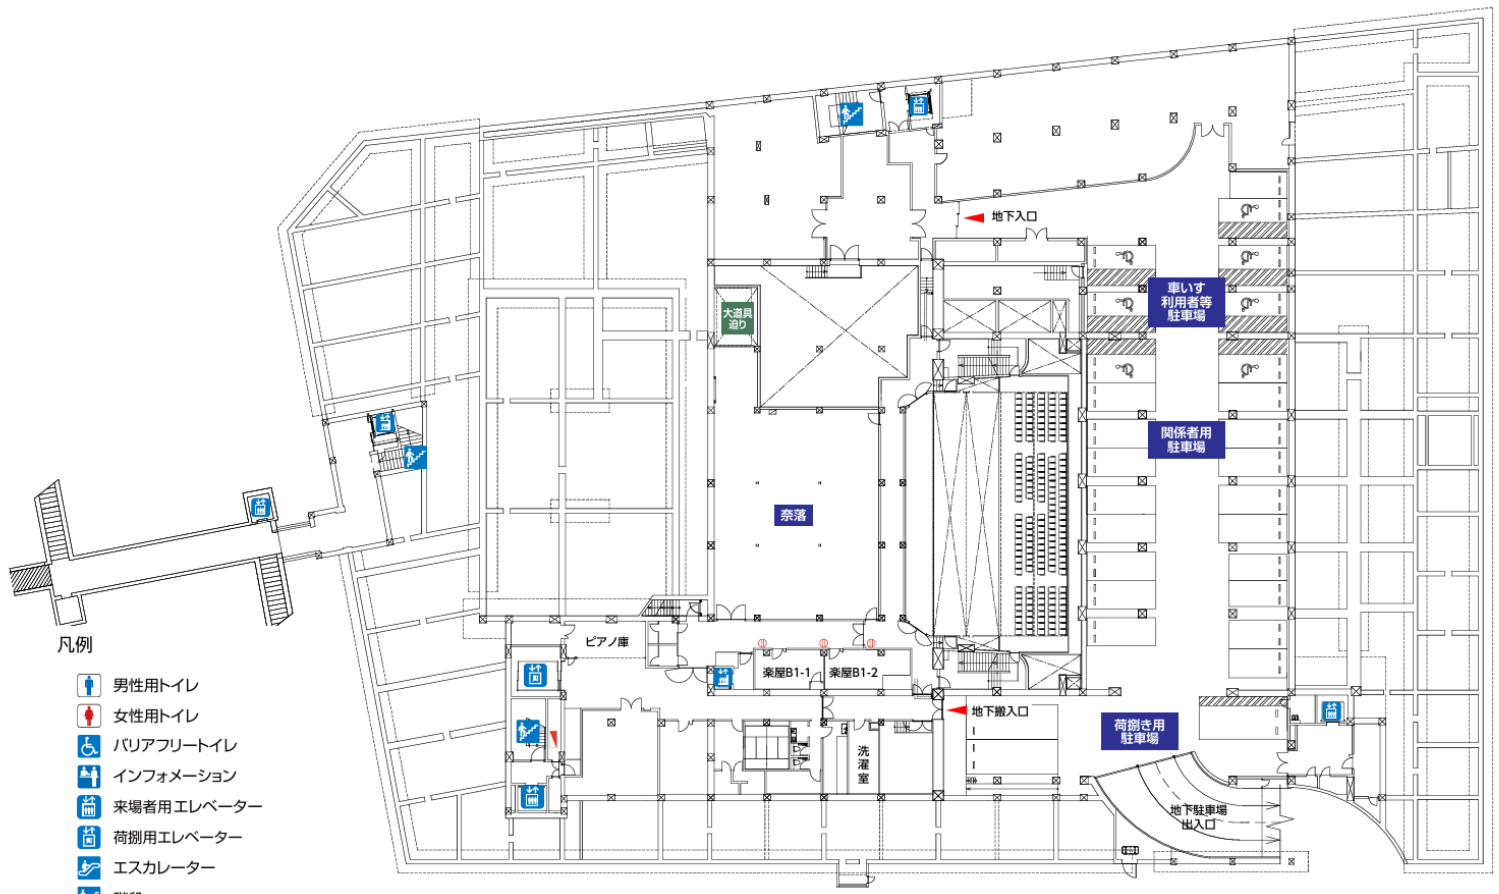 地下入口
車いす
利用者等
駐車場
大道具
迫り
関係者用
駐車場
奈落
ピアノ庫
楽屋B1-1
楽屋B1-2
地下搬入口
荷捌き用
駐車場
洗濯室
地下駐車場
出入口
凡例
男性用トイレ
女性用トイレ
バリアフリートイレ
インフォメーション
来場者用エレベーター
荷捌用エレベーター
エスカレーター